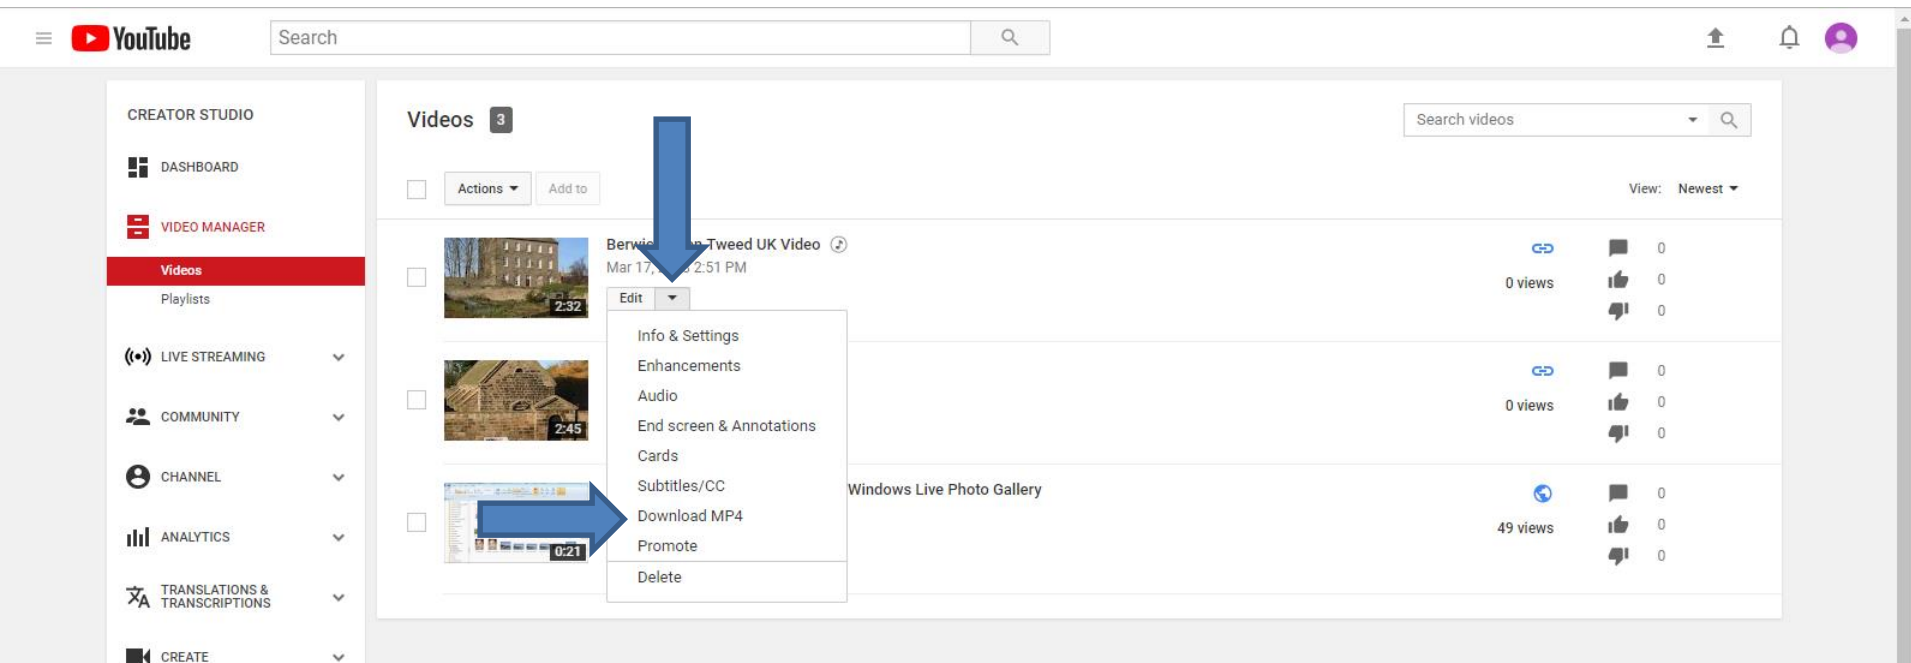 YouTube
Search
CREATOR STUDIO
DASHBOARD
VIDEO MANAGER
Videos
Playlists
LIVE STREAMING
COMMUNITY
CHANNEL
ANALYTICS
TRANSLATIONS &
TRANSCRIPTIONS
CREATE
Videos 3
Search videos
Actions Add to
View: Newest
2:32
Tweed UK Video
Mar 17, 2:51 PM
Edit
0 views
0
0
0
Info & Settings
Enhancements
Audio
End screen & Annotations
Cards
Subtitles/CC
Download MP4
Promote
Delete
2:45
0 views
0
0
0
0:21
Windows Live Photo Gallery
49 views
0
0
0